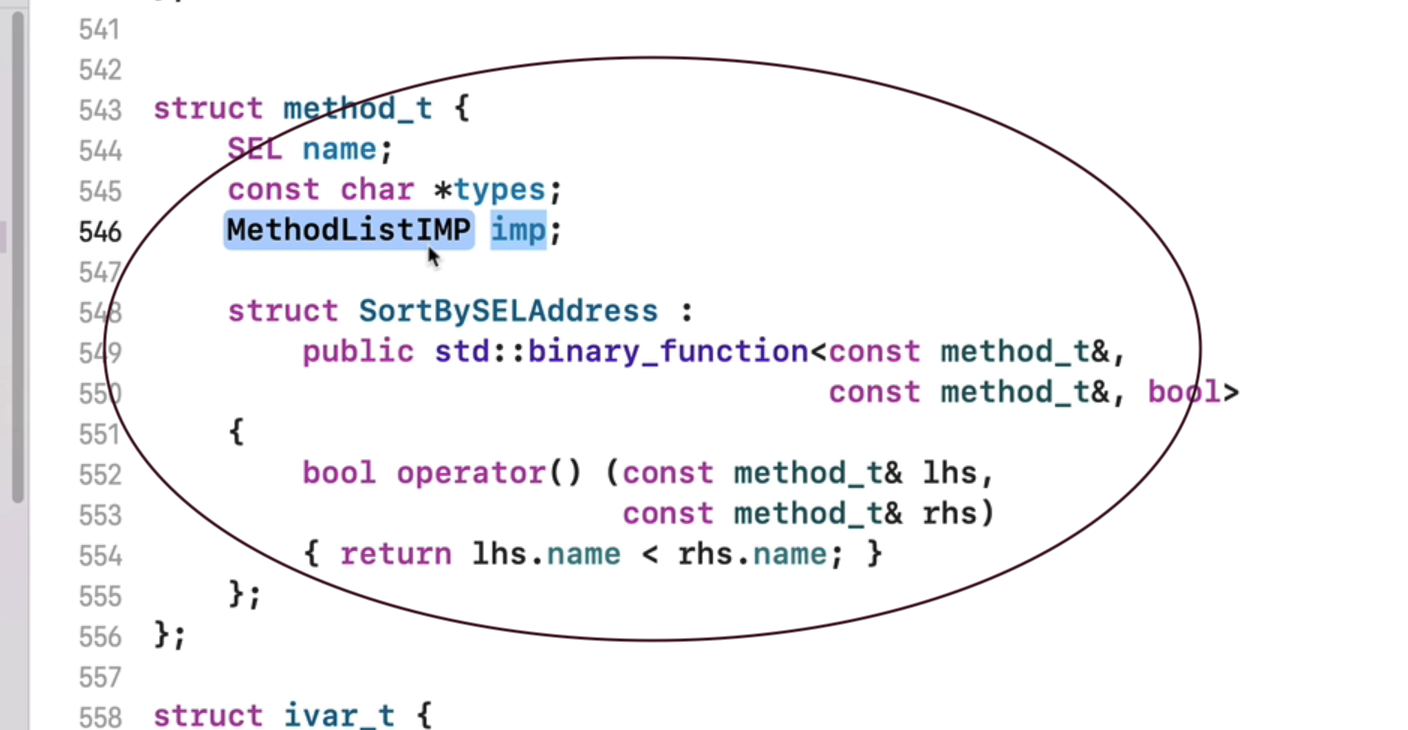 541
542
543 struct method_t {
544     SEL name;
545     const char *types;
546     MethodListIMP imp;
547
548     struct SortBySELAddress :
549         public std::binary_function<const method_t&,
550                                     const method_t&, bool>
551     {
552         bool operator() (const method_t& lhs,
553                          const method_t& rhs)
554         { return lhs.name < rhs.name; }
555     };
556 };
557
558 struct ivar_t {